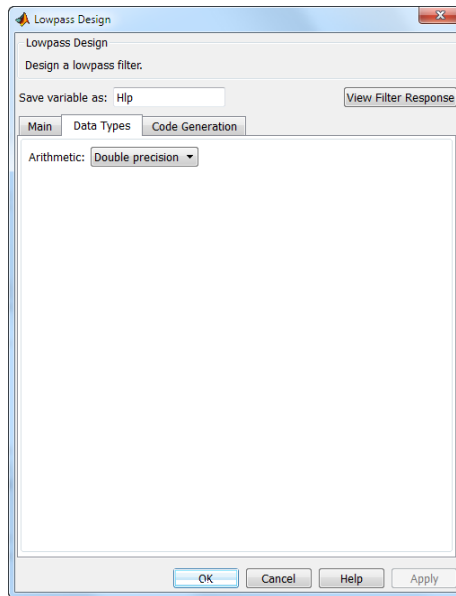 Lowpass Design
Lowpass Design
Design a lowpass filter.
Save variable as: Hlp View Filter Response
Main Data Types Code Generation
Arithmetic: Double precision
OK Cancel Help Apply